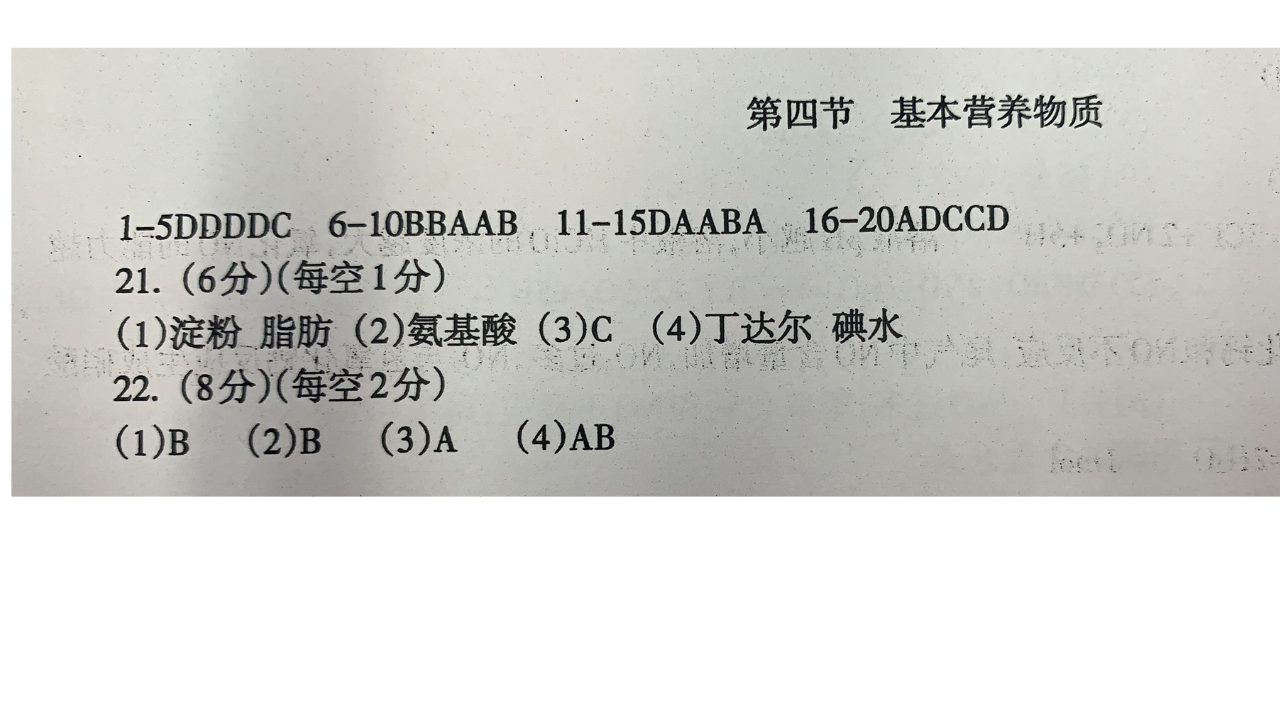 第四节 基本营养物质
1-5DDDDC 6-10BBAAB 11-15DAABA 16-20ADCCD
21. (6分)(每空1分)
(1)淀粉 脂肪 (2)氨基酸 (3)C (4)丁达尔 碘水
22. (8分)(每空2分)
(1)B (2)B (3)A (4)AB